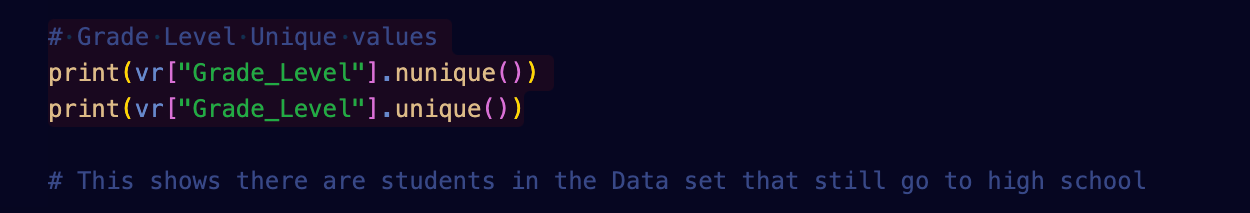 # Grade Level Unique values
print(vr["Grade_Level"].nunique())
print(vr["Grade_Level"].unique())
# This shows there are students in the Data set that still go to high school